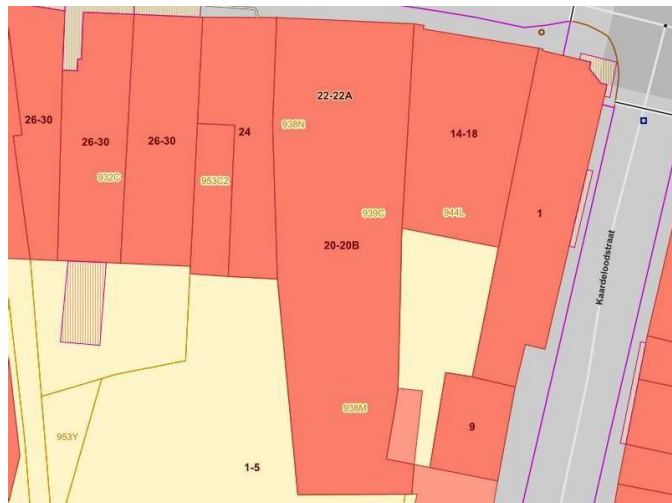 22-22A
26-30
26-30
26-30
24
938N
14-18
932C
953C2
939C
944L
1
20-20B
Kaardeloodstraat
938M
9
953Y
1-5